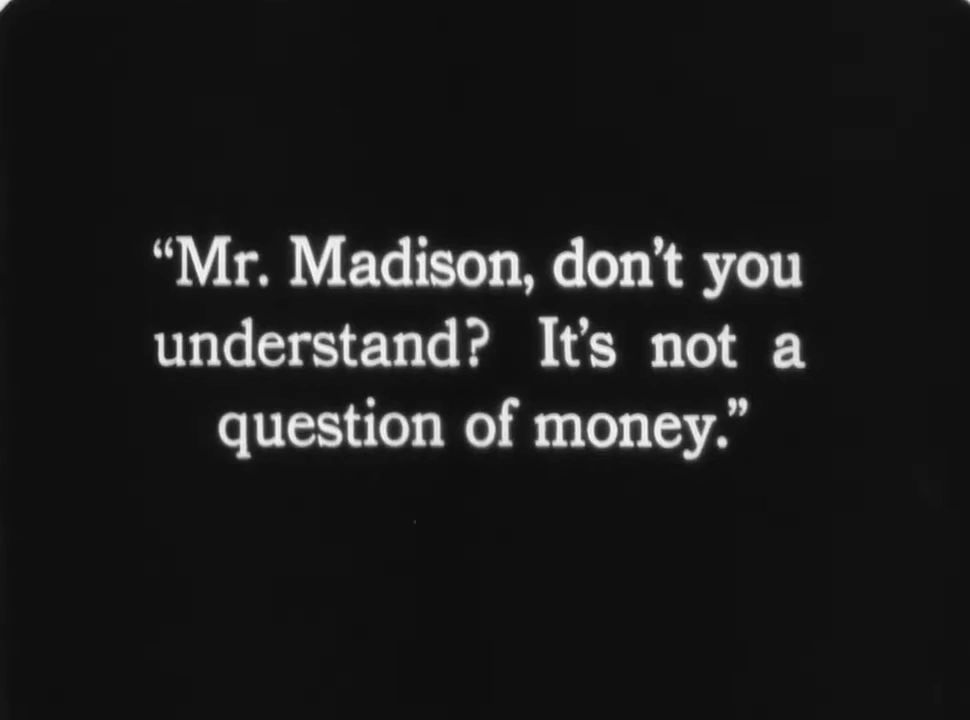 “Mr. Madison, don’t you
understand? It’s not a
question of money.”